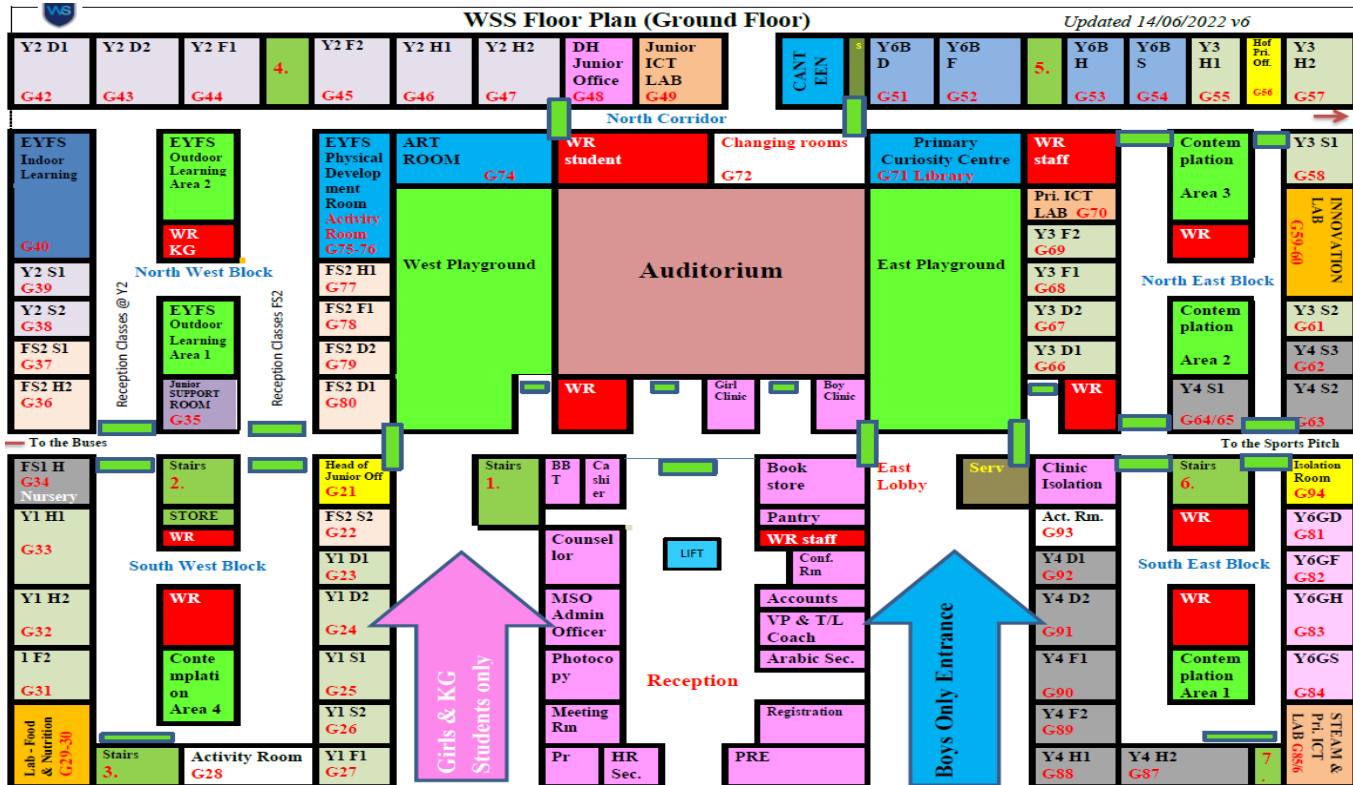 WS
WSS Floor Plan (Ground Floor)
Updated 14/06/2022 v6
Y2 D1
G42
Y2 D2
G43
Y2 F1
G44
4.
Y2 F2
G45
Y2 H1
G46
Y2 H2
G47
DH
Junior
Office
G48
Junior
ICT
LAB
G49
CANT
EEN
S
Y6B
D
G51
Y6B
F
G52
5.
Y6B
H
G53
Y6B
S
G54
Y3
H1
G55
Hof
Pri.
Off.
G56
Y3
H2
G57
North Corridor
EYFS
Indoor
Learning
G40
EYFS
Outdoor
Learning
Area 2
WR
KG
EYFS
Physical
Develop
ment
Room
Activity
Room
G75-76
ART
ROOM
G74
WR
student
Changing rooms
G72
Primary
Curiosity Centre
G71 Library
WR
staff
Contem
plation
Area 3
WR
Y3 S1
G58
INNOVATION
LAB
G59-60
Pri. ICT
LAB G70
Y3 F2
G69
Y3 F1
G68
Y3 D2
G67
Y3 D1
G66
WR
North West Block
West Playground
Auditorium
East Playground
North East Block
Y2 S1
G39
Y2 S2
G38
FS2 S1
G37
FS2 H2
G36
Reception Classes @ Y2
EYFS
Outdoor
Learning
Area 1
Junior
SUPPORT
ROOM
G35
Reception Classes FS2
FS2 H1
G77
FS2 F1
G78
FS2 D2
G79
FS2 D1
G80
WR
Girl
Clinic
Boy
Clinic
Contem
plation
Area 2
Y4 S1
G64/65
Y3 S2
G61
Y4 S3
G62
Y4 S2
G63
To the Buses
To the Sports Pitch
FS1 H
G34
Nursery
Y1 H1
G33
Y1 H2
G32
1 F2
G31
Lab - Food
& Nutrition
G29-30
Stairs
2.
STORE
WR
South West Block
WR
Conte
mplati
on
Area 4
Stairs
3.
Activity Room
G28
Head of
Junior Off
G21
FS2 S2
G22
Y1 D1
G23
Y1 D2
G24
Y1 S1
G25
Y1 S2
G26
Y1 F1
G27
Girls & KG
Students only
Stairs
1.
BB
T
Ca
sh
ier
Counsel
lor
MSO
Admin
Officer
Photoco
py
Meeting
Rm
Pr
HR
Sec.
LIFT
Reception
Book
store
Pantry
WR staff
Conf.
Rm
Accounts
VP & T/L
Coach
Arabic Sec.
Registration
PRE
East
Lobby
Serv
Boys Only Entrance
Clinic
Isolation
Act. Rm.
G93
Y4 D1
G92
Y4 D2
G91
Y4 F1
G90
Y4 F2
G89
Y4 H1
G88
Y4 H2
G87
Stairs
6.
WR
South East Block
WR
Contem
plation
Area 1
7
.
Isolation
Room
G94
Y6GD
G81
Y6GF
G82
Y6GH
G83
Y6GS
G84
STEAM &
Pri. ICT
LAB G85/6